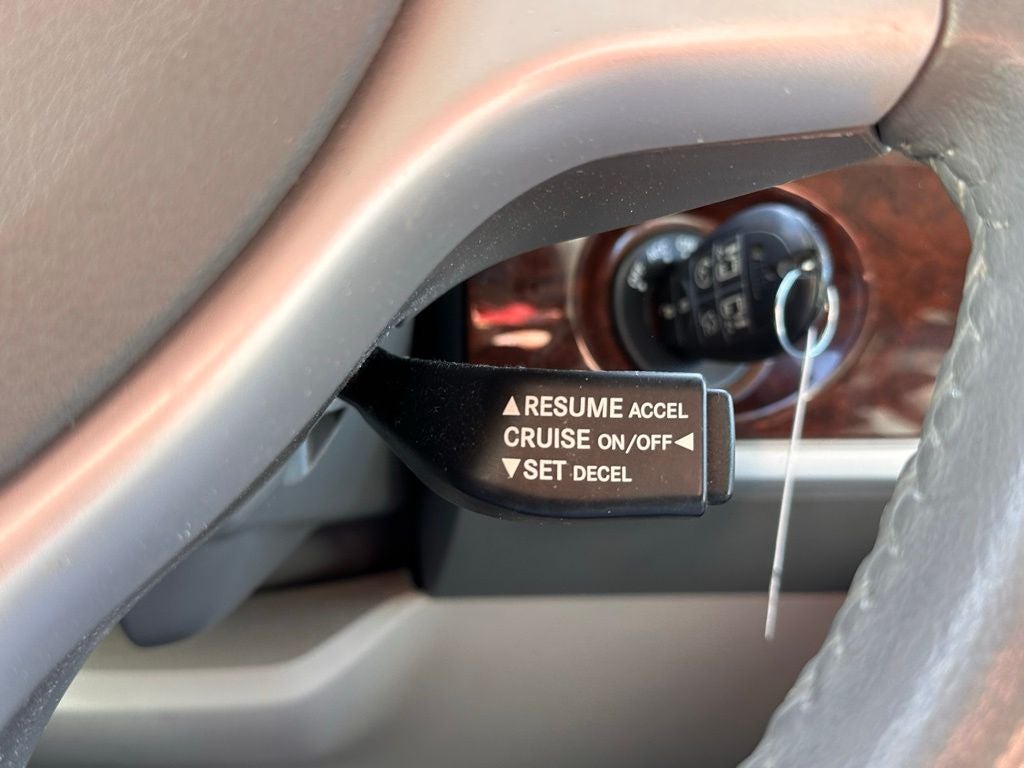 ▲RESUME ACCEL
CRUISE ON/OFF◀
▼SET DECEL